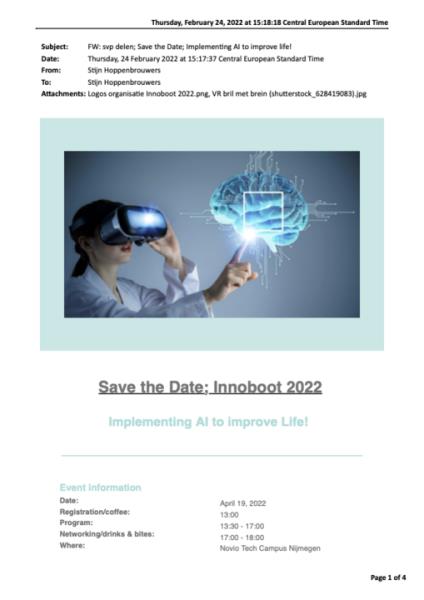 Thursday, February 24, 2022 at 15:18:18 Central European Standard Time
Subject: FW: svp delen; Save the Date; Implementing AI to improve life!
Date: Thursday, 24 February 2022 at 15:17:37 Central European Standard Time
From: Stijn Hoppenbrouwers
To: Stijn Hoppenbrouwers
Attachments: Logos organisatie Innoboot 2022.png, VR bril met brein (shutterstock_628419083).jpg
Save the Date; Innoboot 2022
Implementing AI to improve Life!
Event information
Date: April 19, 2022
Registration/coffee: 13:00
Program: 13:30 - 17:00
Networking/drinks & bites: 17:00 - 18:00
Where: Novio Tech Campus Nijmegen
Page 1 of 4